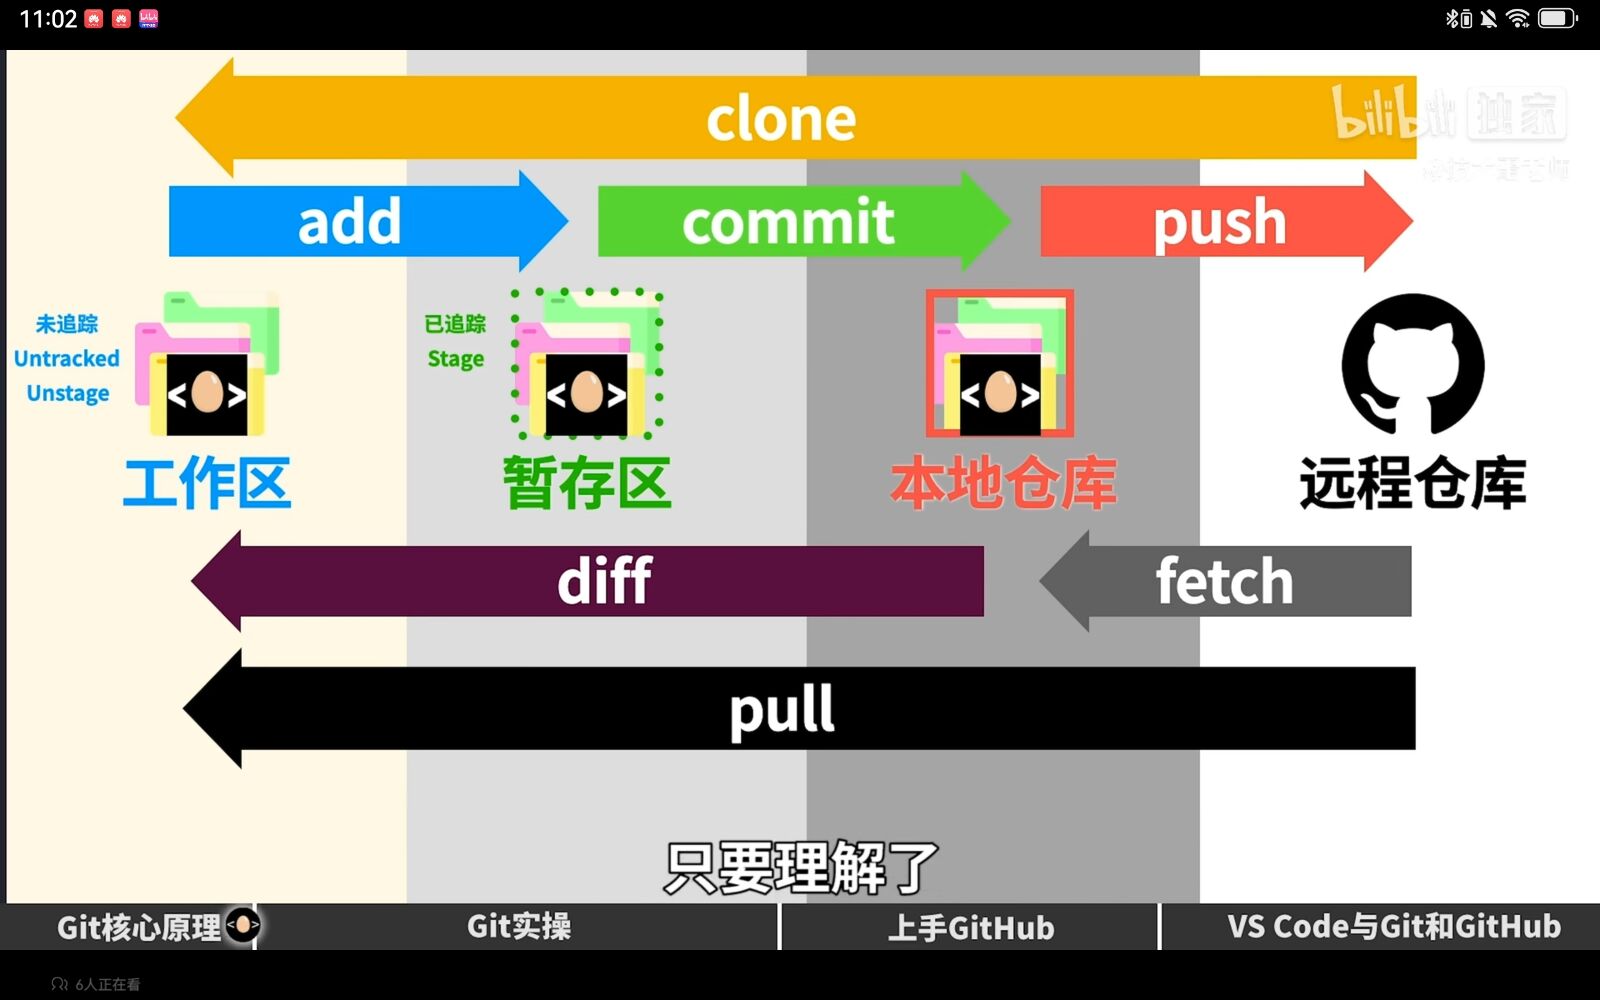 11:02
clone
bilibili 独家
add
commit
push
未追踪
Untracked
Unstage
已追踪
Stage
<>
<>
<>
工作区
暂存区
本地仓库
远程仓库
diff
fetch
pull
只要理解了
Git核心原理
<>
Git实操
上手GitHub
VS Code与Git和GitHub
6人正在看